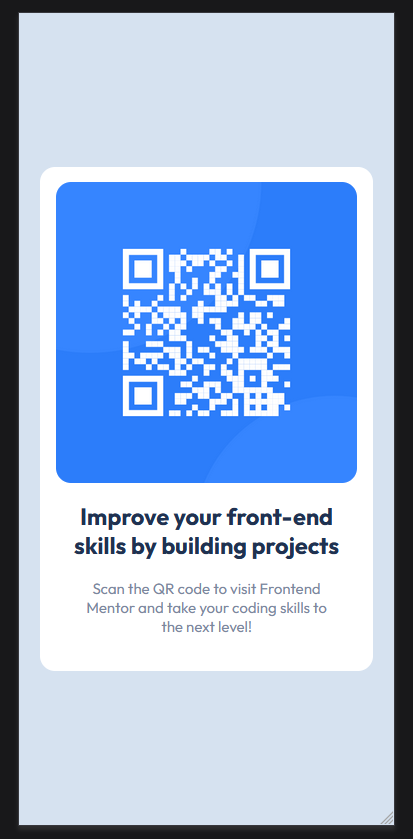 Improve your front-end
skills by building projects
Scan the QR code to visit Frontend
Mentor and take your coding skills to
the next level!